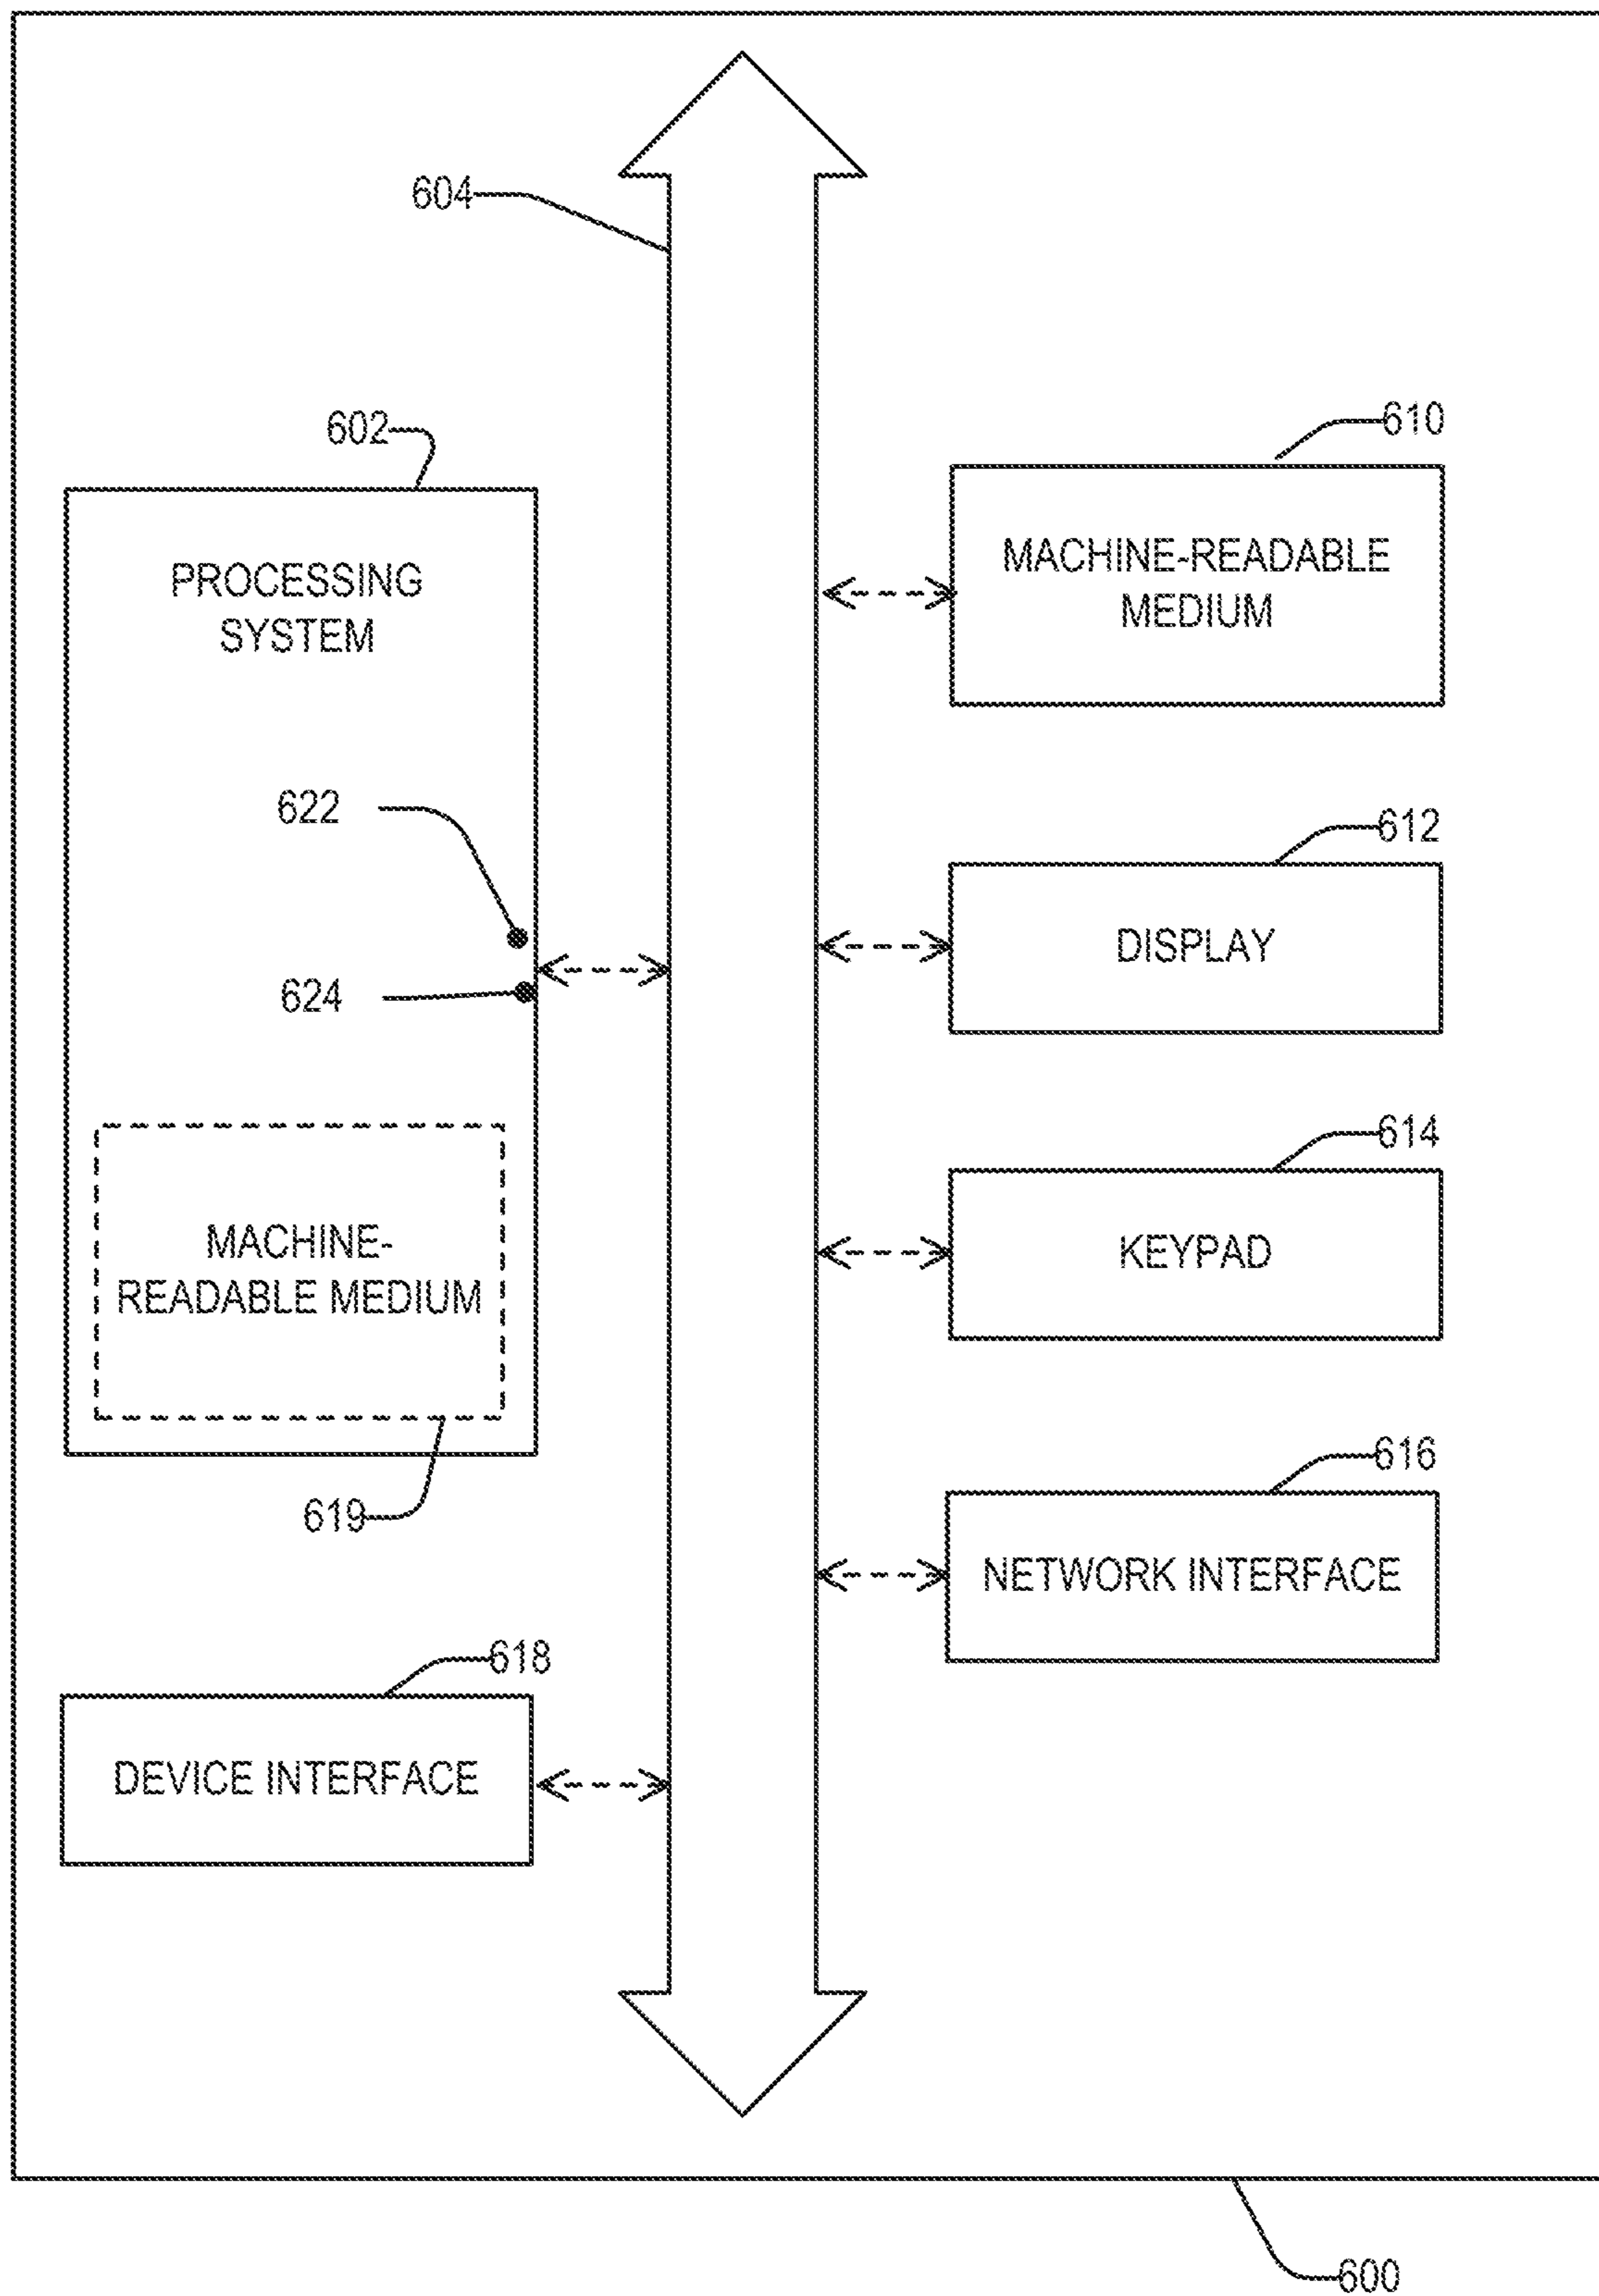 604
602
610
PROCESSING
SYSTEM
MACHINE-READABLE
MEDIUM
622
612
DISPLAY
624
614
MACHINE-
READABLE MEDIUM
KEYPAD
616
619
NETWORK INTERFACE
618
DEVICE INTERFACE
600